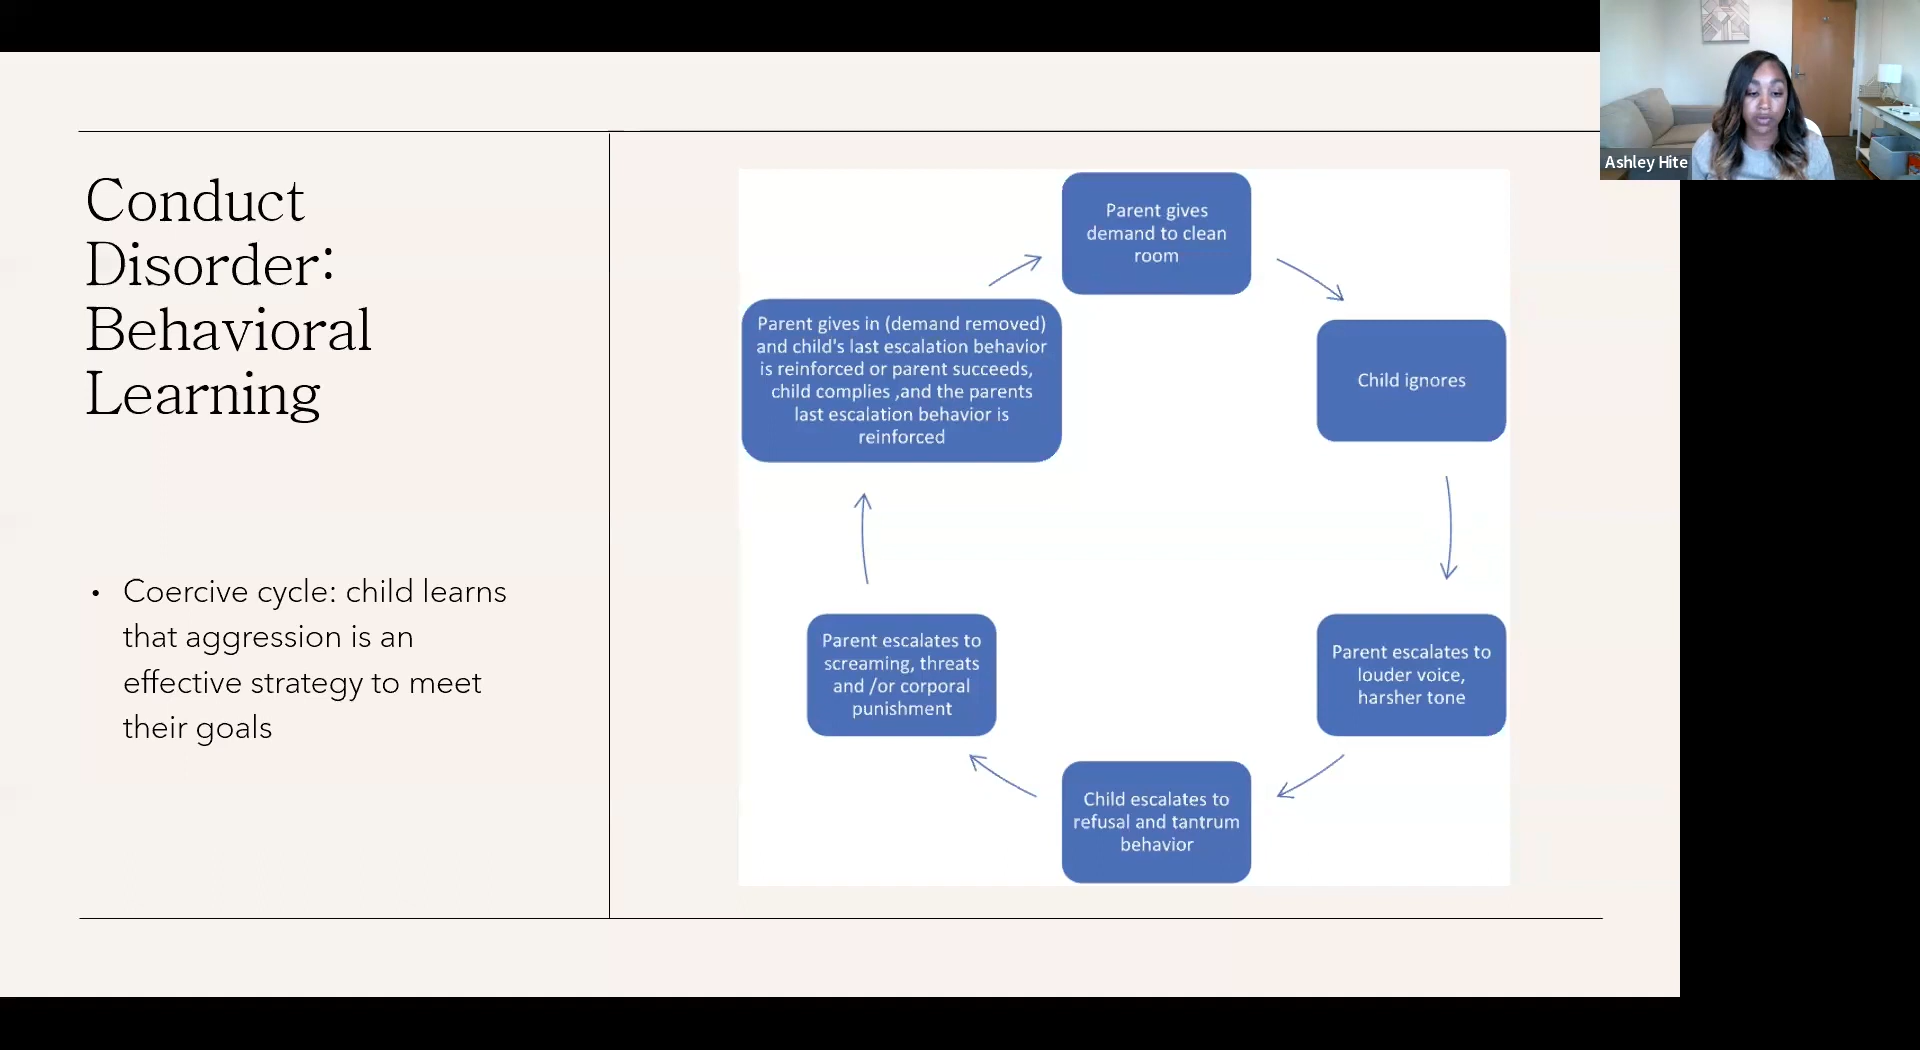 Conduct
Disorder:
Behavioral
Learning
• Coercive cycle: child learns
that aggression is an
effective strategy to meet
their goals
Parent gives
demand to clean
room
Child ignores
Parent escalates to
louder voice,
harsher tone
Child escalates to
refusal and tantrum
behavior
Parent escalates to
screaming, threats
and /or corporal
punishment
Parent gives in (demand removed)
and child's last escalation behavior
is reinforced or parent succeeds,
child complies ,and the parents
last escalation behavior is
reinforced
Ashley Hite